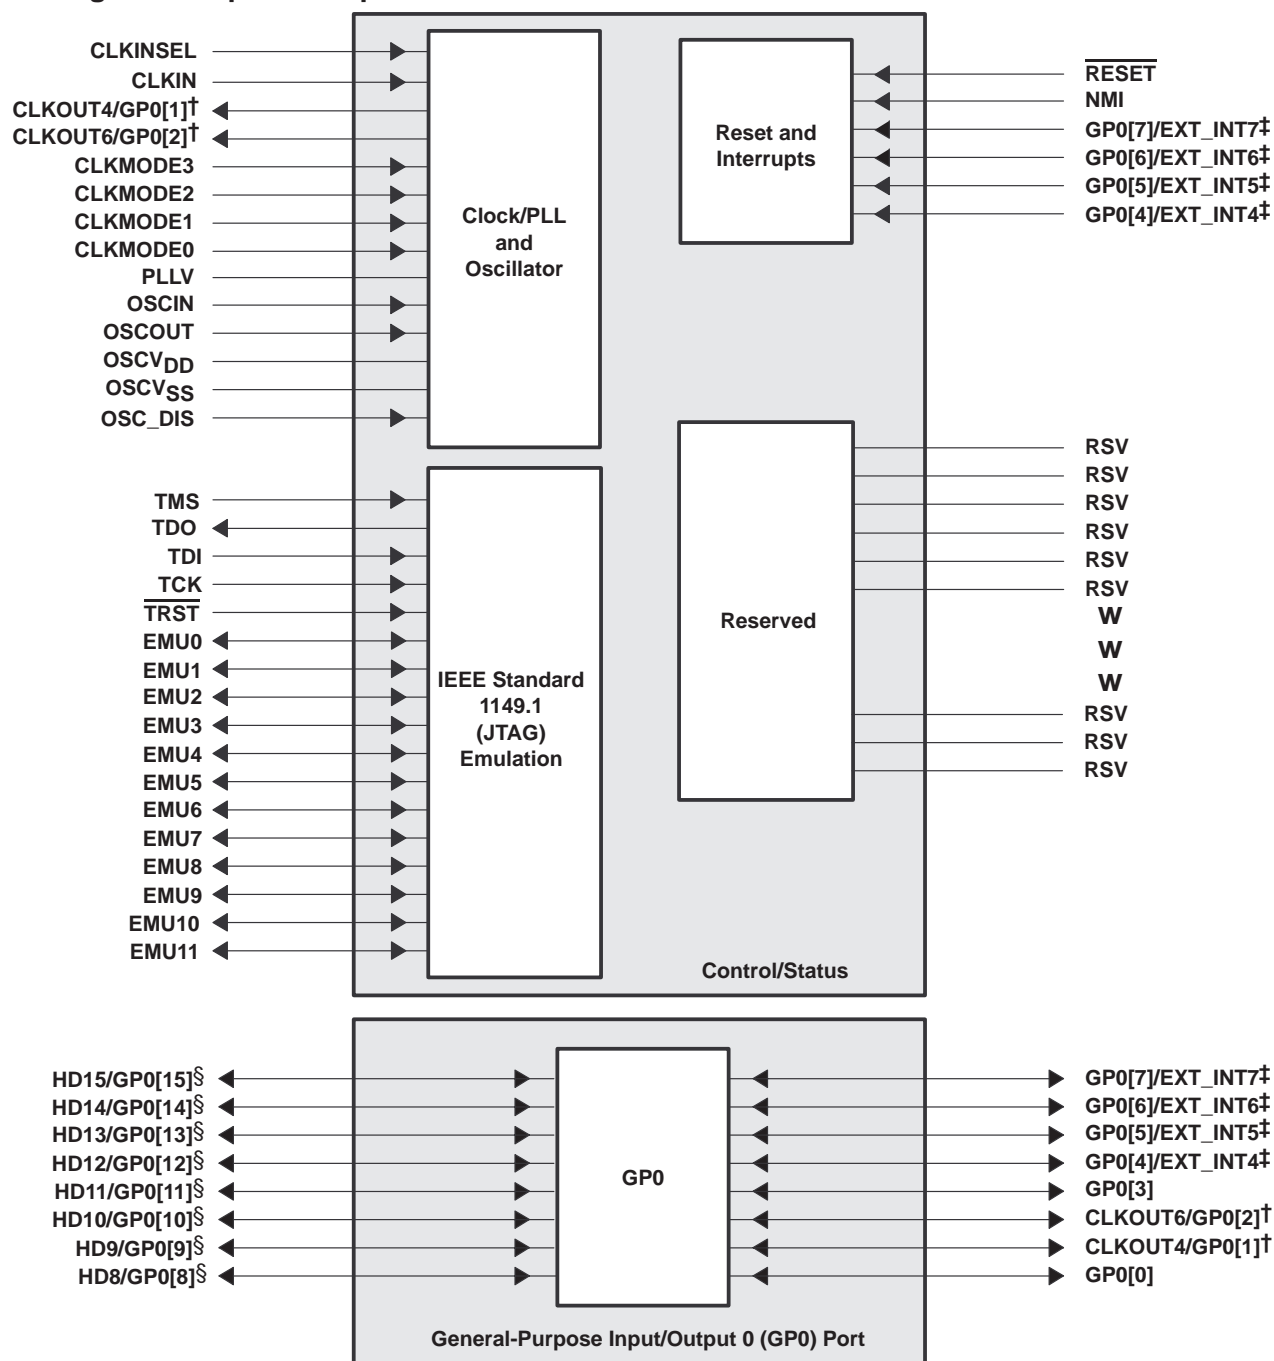 CLKINSEL
CLKIN
CLKOUT4/GP0[1]†
CLKOUT6/GP0[2]†
CLKMODE3
CLKMODE2
CLKMODE1
CLKMODE0
PLLV
OSCIN
OSCOUT
OSCVDD
OSCVSS
OSC_DIS
Clock/PLL
and
Oscillator
Reset and
Interrupts
RESET
NMI
GP0[7]/EXT_INT7‡
GP0[6]/EXT_INT6‡
GP0[5]/EXT_INT5‡
GP0[4]/EXT_INT4‡
TMS
TDO
TDI
TCK
TRST
EMU0
EMU1
EMU2
EMU3
EMU4
EMU5
EMU6
EMU7
EMU8
EMU9
EMU10
EMU11
IEEE Standard
1149.1
(JTAG)
Emulation
Reserved
RSV
RSV
RSV
RSV
RSV
RSV
W
W
W
RSV
RSV
RSV
Control/Status
HD15/GP0[15]§
HD14/GP0[14]§
HD13/GP0[13]§
HD12/GP0[12]§
HD11/GP0[11]§
HD10/GP0[10]§
HD9/GP0[9]§
HD8/GP0[8]§
GP0
GP0[7]/EXT_INT7‡
GP0[6]/EXT_INT6‡
GP0[5]/EXT_INT5‡
GP0[4]/EXT_INT4‡
GP0[3]
CLKOUT6/GP0[2]†
CLKOUT4/GP0[1]†
GP0[0]
General-Purpose Input/Output 0 (GP0) Port